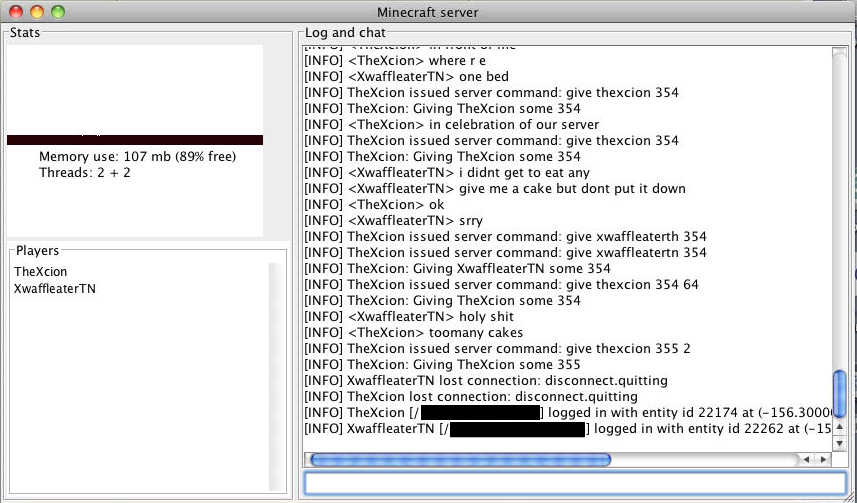 Minecraft server
Stats
Memory use: 107 mb (89% free)
Threads: 2 + 2
Players
TheXcion
XwaffleaterTN
Log and chat
[INFO] <TheXcion> in front of me
[INFO] <TheXcion> where r e
[INFO] <XwaffleaterTN> one bed
[INFO] TheXcion issued server command: give thexcion 354
[INFO] TheXcion: Giving TheXcion some 354
[INFO] <TheXcion> in celebration of our server
[INFO] TheXcion issued server command: give thexcion 354
[INFO] TheXcion: Giving TheXcion some 354
[INFO] <XwaffleaterTN> i didnt get to eat any
[INFO] <XwaffleaterTN> give me a cake but dont put it down
[INFO] <TheXcion> ok
[INFO] <XwaffleaterTN> srry
[INFO] TheXcion issued server command: give xwaffleaterth 354
[INFO] TheXcion issued server command: give xwaffleatertn 354
[INFO] TheXcion: Giving XwaffleaterTN some 354
[INFO] TheXcion issued server command: give thexcion 354 64
[INFO] TheXcion: Giving TheXcion some 354
[INFO] <XwaffleaterTN> holy shit
[INFO] <TheXcion> toomany cakes
[INFO] TheXcion issued server command: give thexcion 355 2
[INFO] TheXcion: Giving TheXcion some 355
[INFO] XwaffleaterTN lost connection: disconnect.quitting
[INFO] TheXcion lost connection: disconnect.quitting
[INFO] TheXcion [/ ] logged in with entity id 22174 at (-156.3000
[INFO] XwaffleaterTN [/ ] logged in with entity id 22262 at (-15